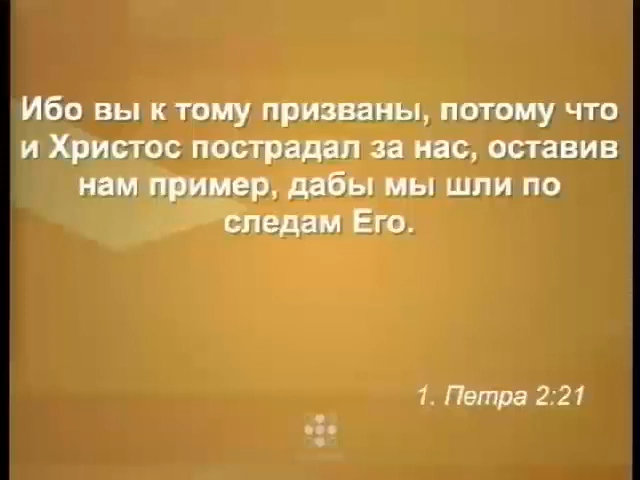 Ибо вы к тому призваны, потому что
и Христос пострадал за нас, оставив
нам пример, дабы мы шли по
следам Его.
1. Петра 2:21